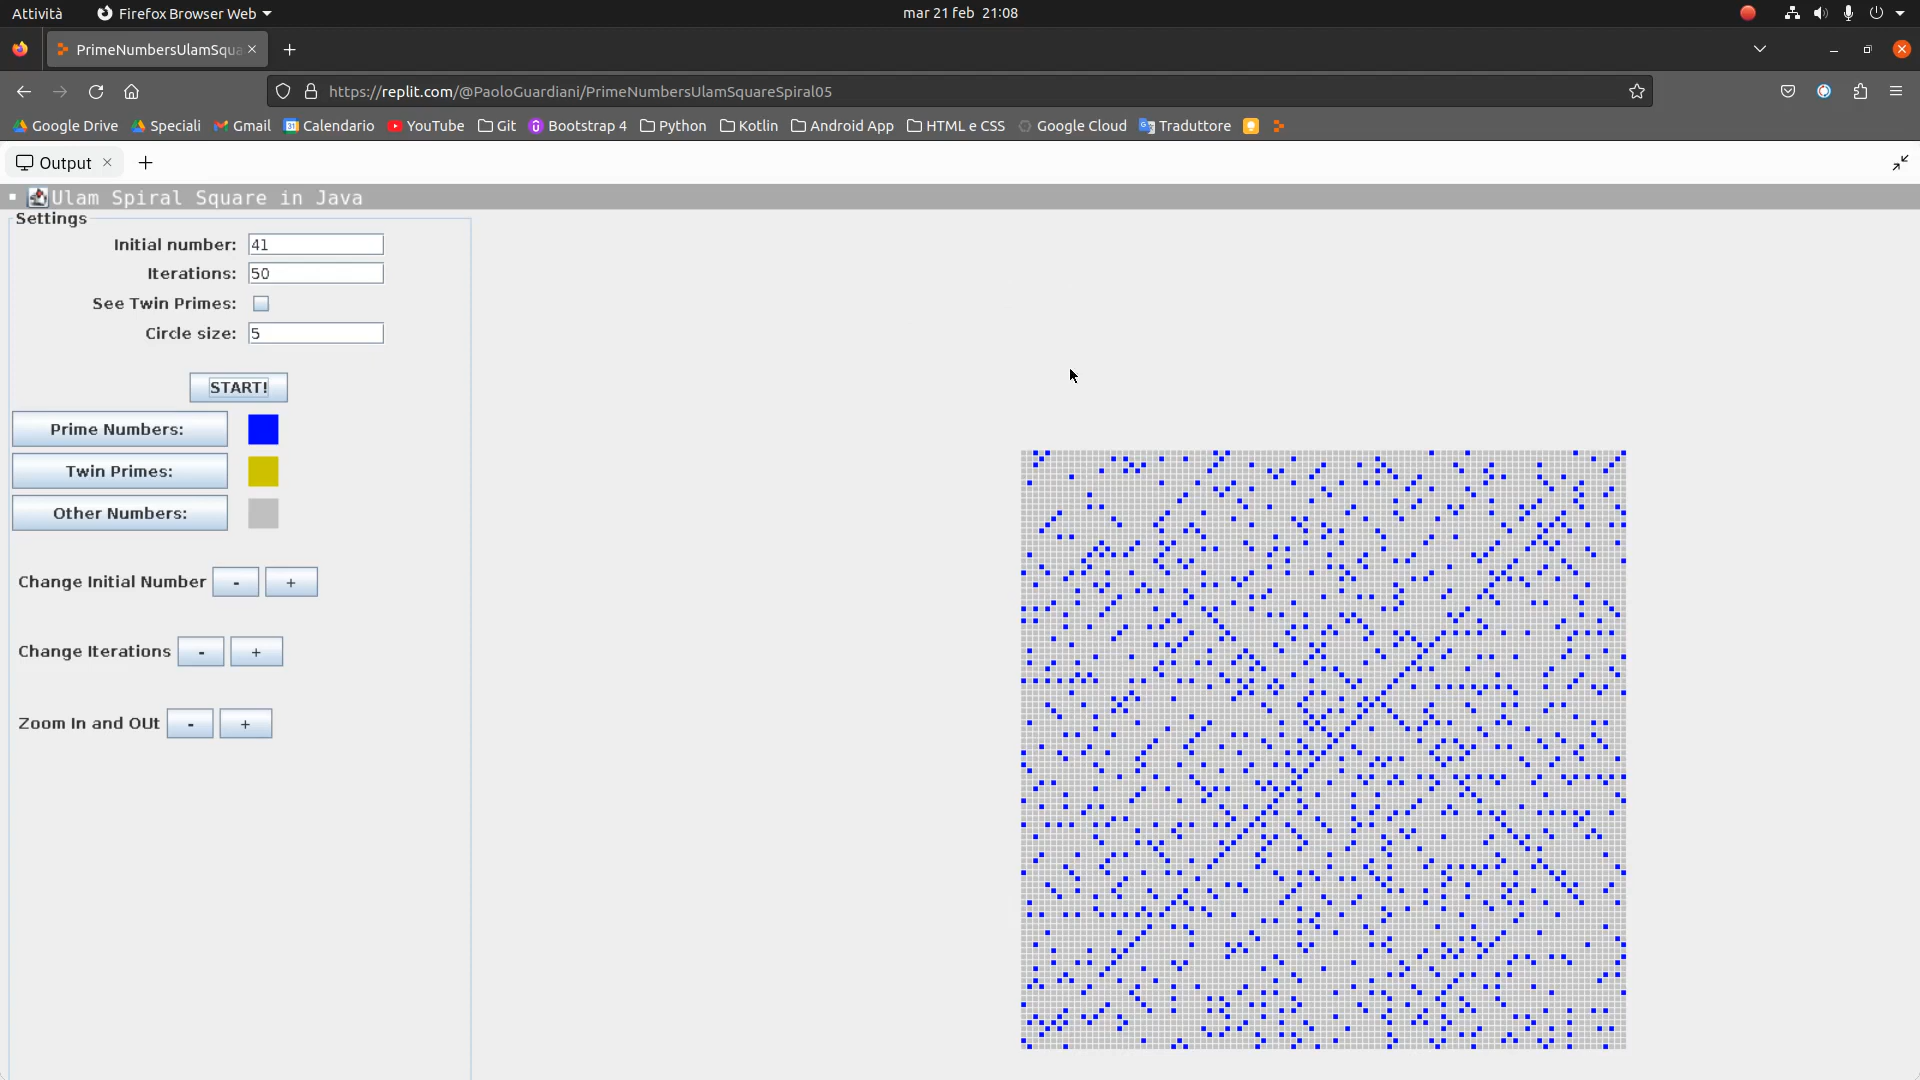 Attività Firefox Browser Web mar 21 feb 21:08
PrimeNumbersUlamSqua
https://replit.com/@PaoloGuardiani/PrimeNumbersUlamSquareSpiral05
Google Drive Speciali Gmail Calendario YouTube Git Bootstrap 4 Python Kotlin Android App HTML e CSS Google Cloud Traduttore
Output
Ulam Spiral Square in Java
Settings
Initial number: 41
Iterations: 50
See Twin Primes:
Circle size: 5
START!
Prime Numbers:
Twin Primes:
Other Numbers:
Change Initial Number - +
Change Iterations - +
Zoom In and OUt - +